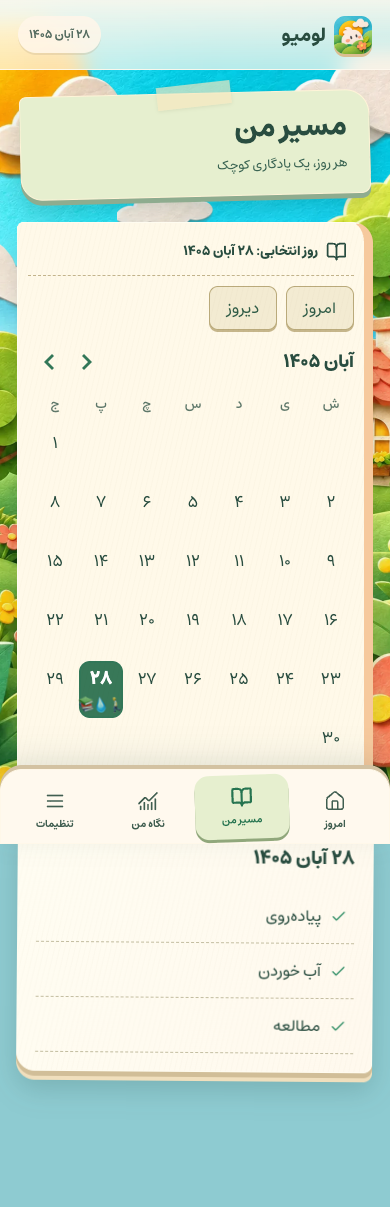 لومیو
۲۸ آبان ۱۴۰۵
مسیر من
هر روز، یک یادگاری کوچک
روز انتخابی: ۲۸ آبان ۱۴۰۵
امروز دیروز
آبان ۱۴۰۵
ش ی د س چ پ ج
۱
۲ ۳ ۴ ۵ ۶ ۷ ۸
۹ ۱۰ ۱۱ ۱۲ ۱۳ ۱۴ ۱۵
۱۶ ۱۷ ۱۸ ۱۹ ۲۰ ۲۱ ۲۲
۲۳ ۲۴ ۲۵ ۲۶ ۲۷ ۲۸ ۲۹
۳۰
امروز مسیر من نگاه من تنظیمات
۲۸ آبان ۱۴۰۵
پیاده‌روی
آب خوردن
مطالعه